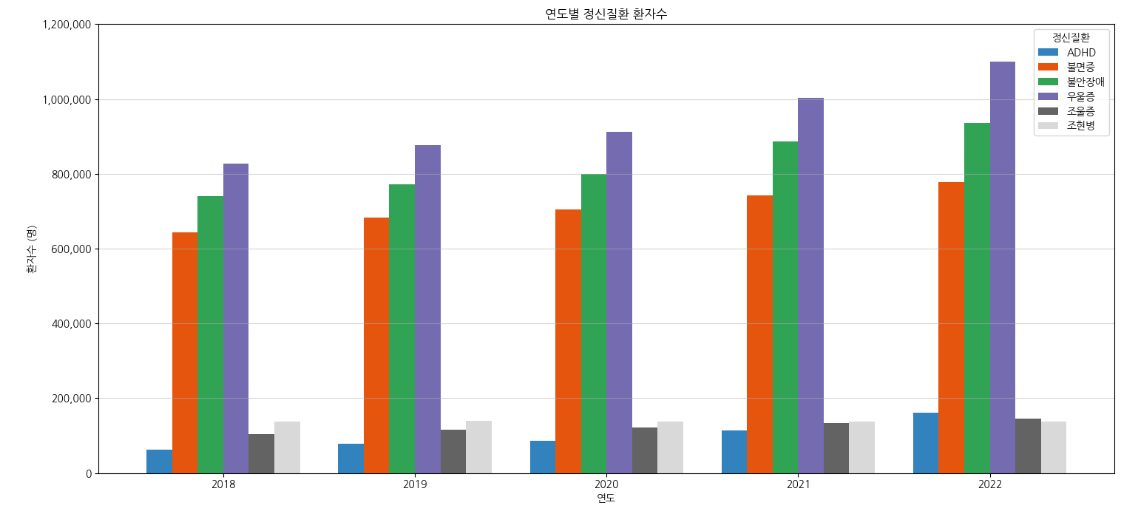 연도별 정신질환 환자수
정신질환
ADHD
불면증
불안장애
우울증
조울증
조현병
환자수 (명)
1,200,000
1,000,000
800,000
600,000
400,000
200,000
0
2018 2019 2020 2021 2022
연도